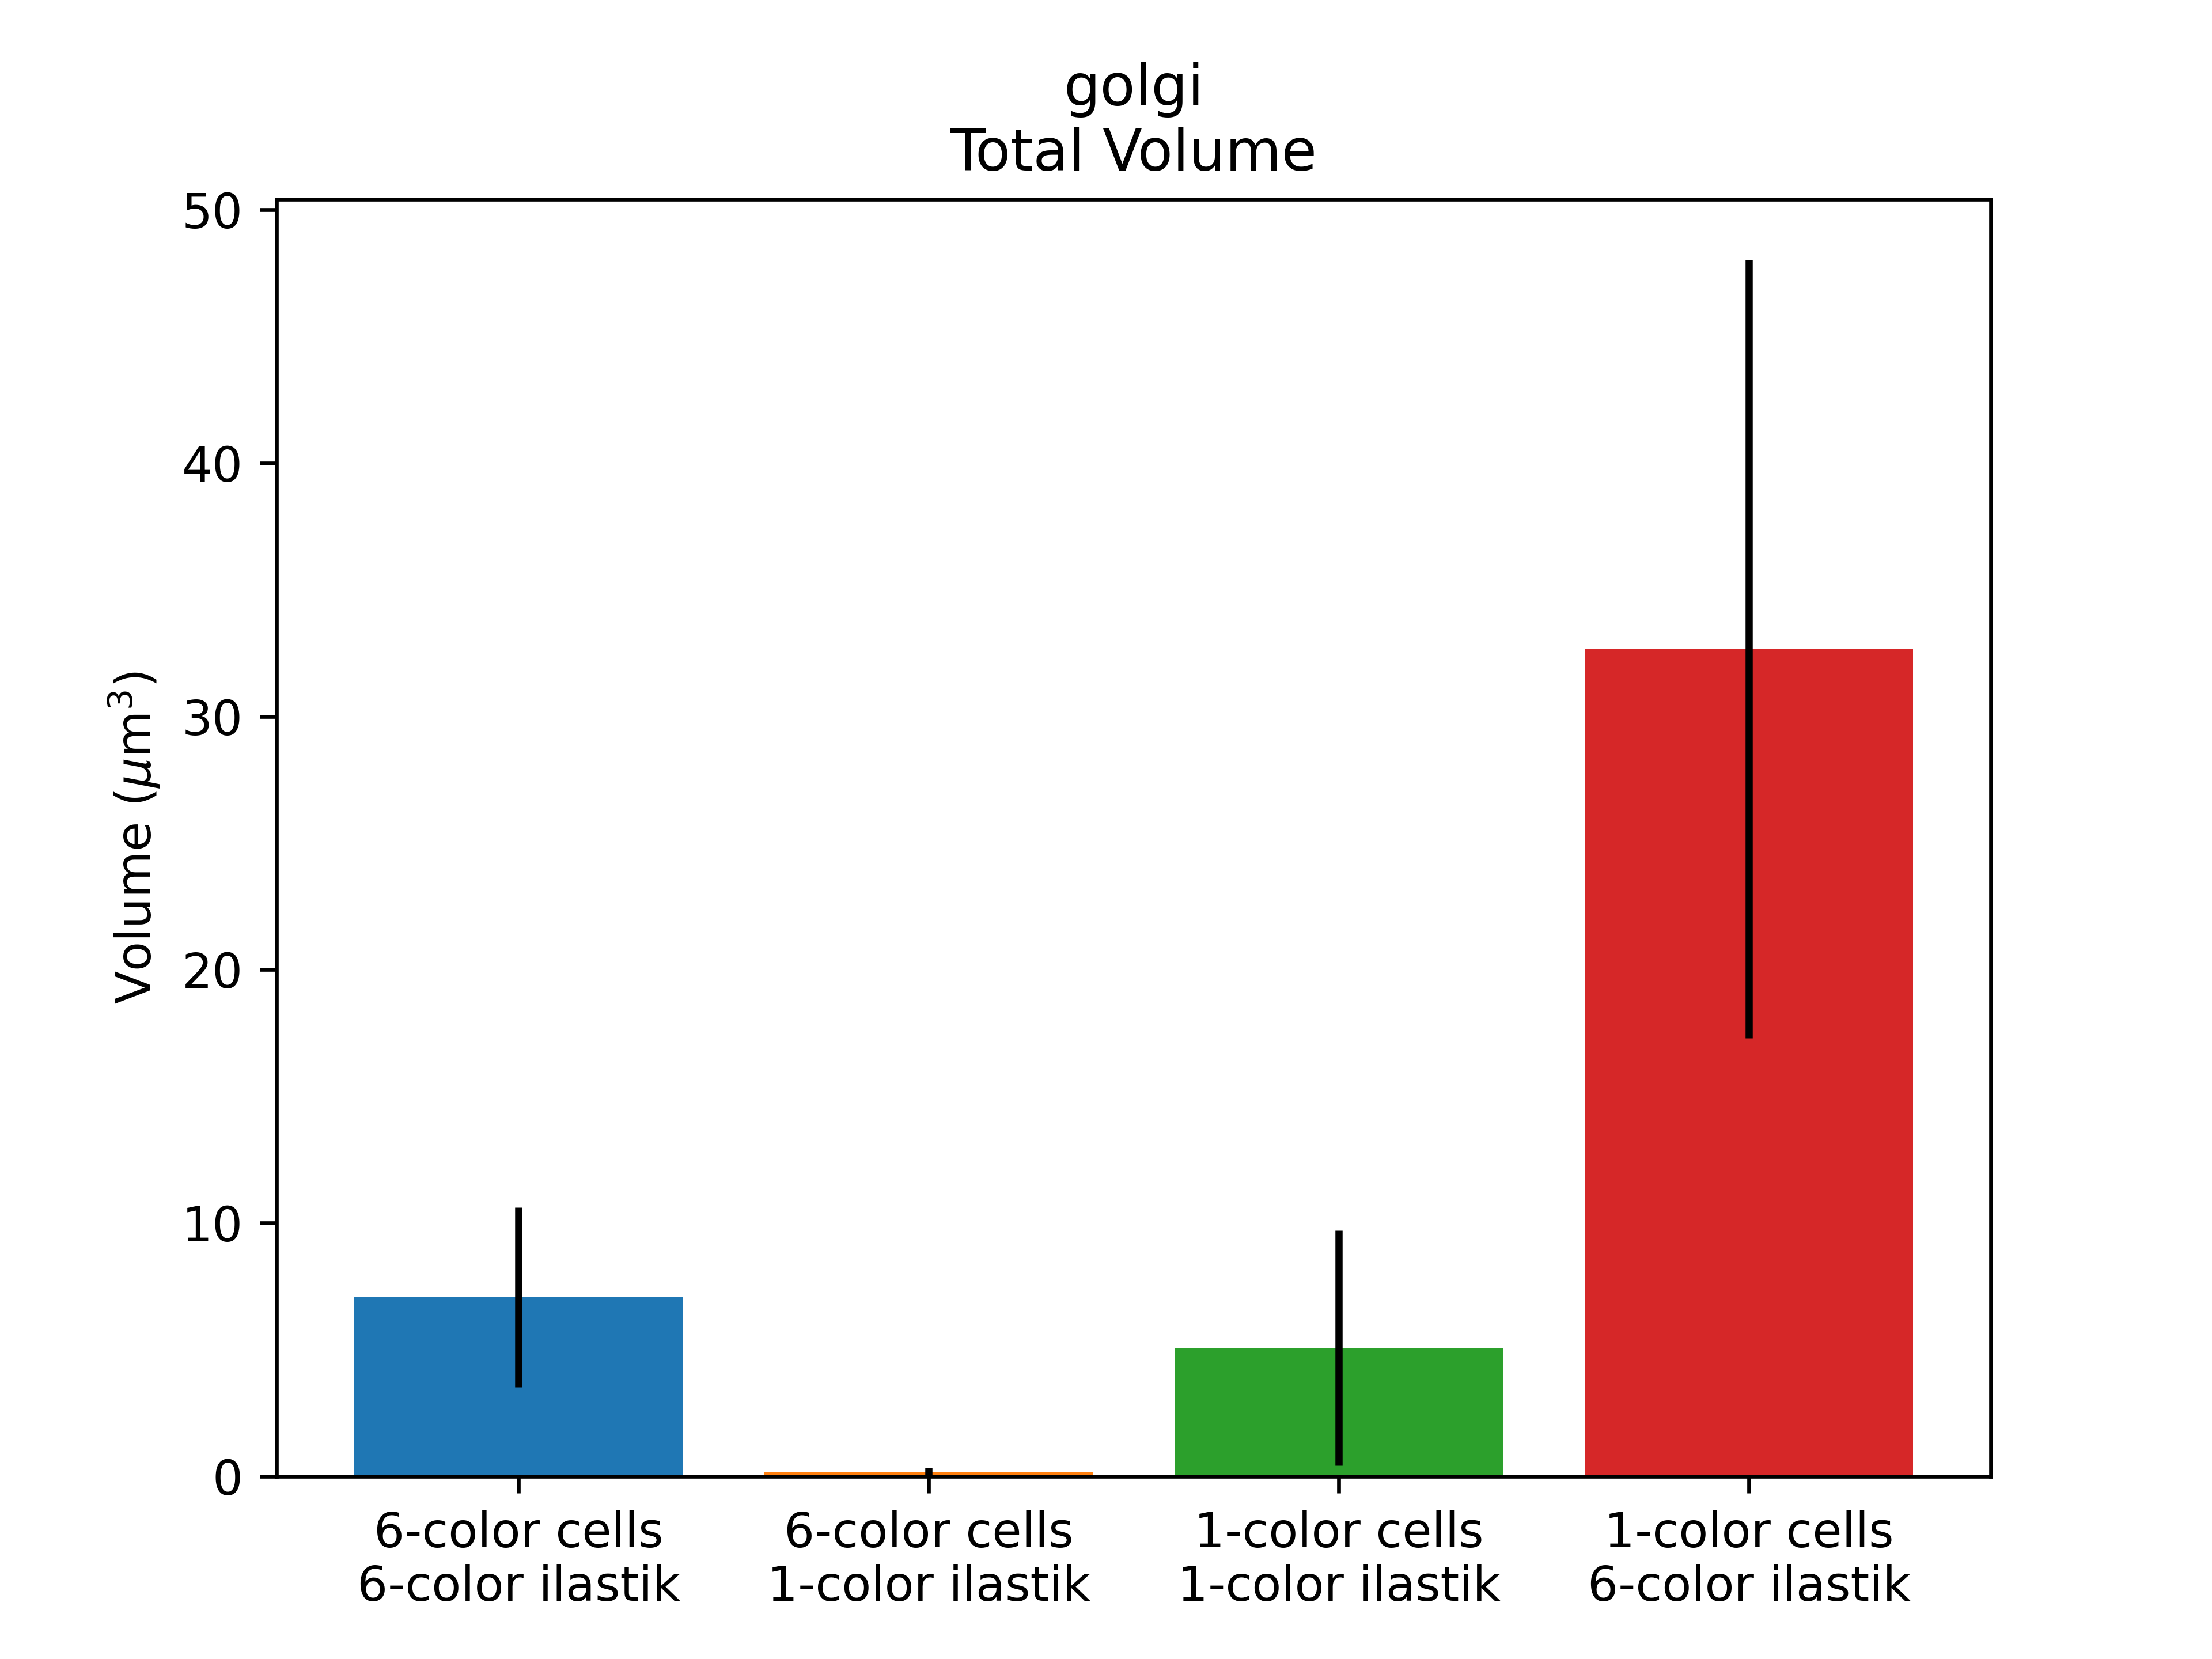 golgi
Total Volume
Volume (μm³)
50
40
30
20
10
0
6-color cells
6-color ilastik
6-color cells
1-color ilastik
1-color cells
1-color ilastik
1-color cells
6-color ilastik